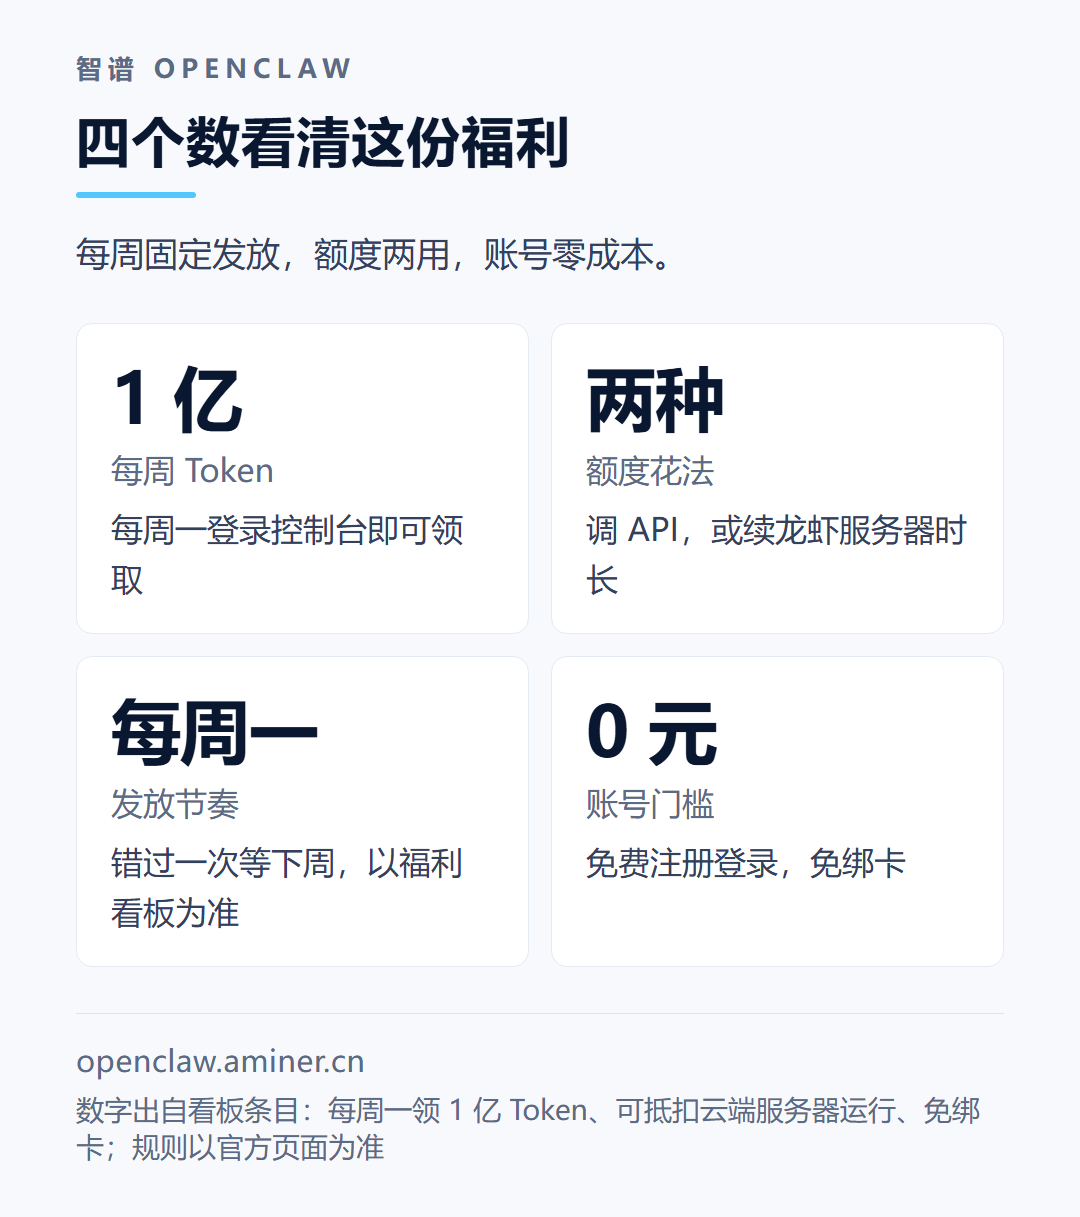 智谱 OPENCLAW
四个数看清这份福利
每周固定发放，额度两用，账号零成本。
1 亿
每周 Token
每周一登录控制台即可领
取
两种
额度花法
调 API，或续龙虾服务器时
长
每周一
发放节奏
错过一次等下周，以福利
看板为准
0 元
账号门槛
免费注册登录，免绑卡
openclaw.aminer.cn
数字出自看板条目：每周一领 1 亿 Token、可抵扣云端服务器运行、免绑
卡；规则以官方页面为准